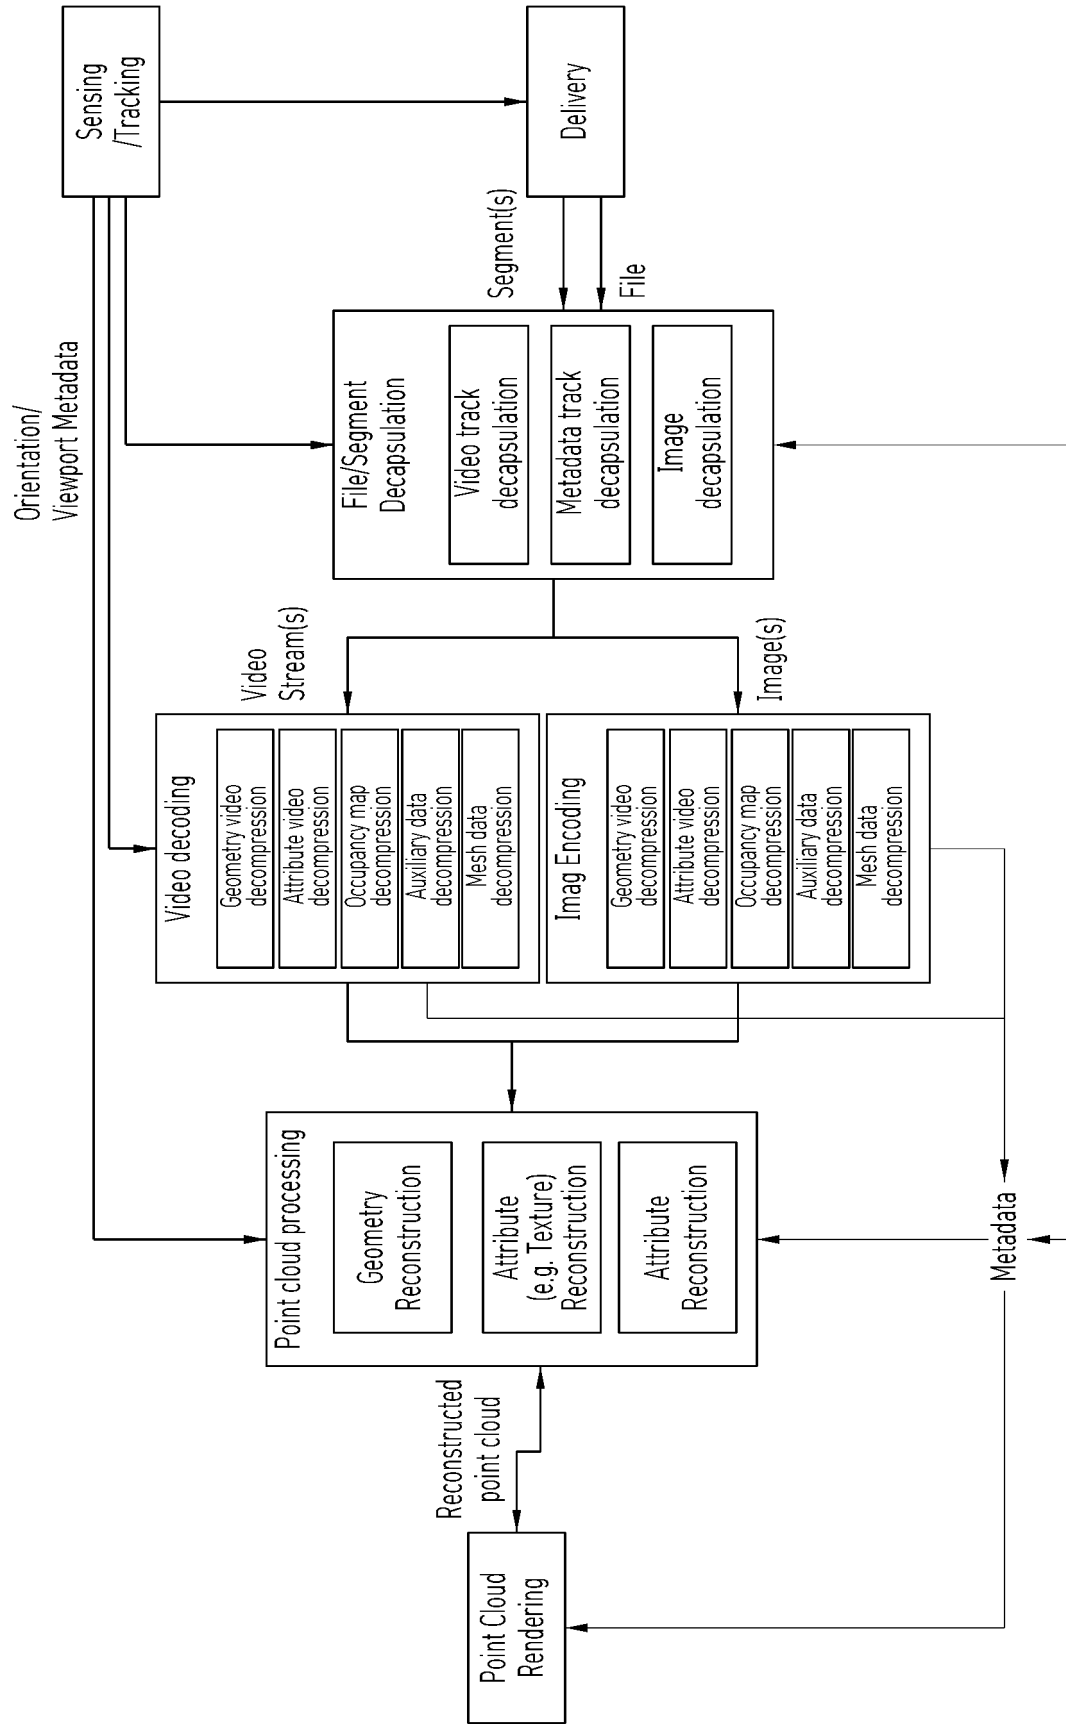 Point Cloud
Rendering
Reconstructed
point cloud
Point cloud processing
Geometry
Reconstruction
Attribute
(e.g. Texture)
Reconstruction
Attribute
Reconstruction
Metadata
Video decoding
Geometry video
decompression
Attribute video
decompression
Occupancy map
decompression
Auxiliary data
decompression
Mesh data
decompression
Imag Encoding
Geometry video
decompression
Attribute video
decompression
Occupancy map
decompression
Auxiliary data
decompression
Mesh data
decompression
Video
Stream(s)
Image(s)
Orientation/
Viewport Metadata
File/Segment
Decapsulation
Video track
decapsulation
Metadata track
decapsulation
Image
decapsulation
Segment(s)
File
Sensing
/Tracking
Delivery